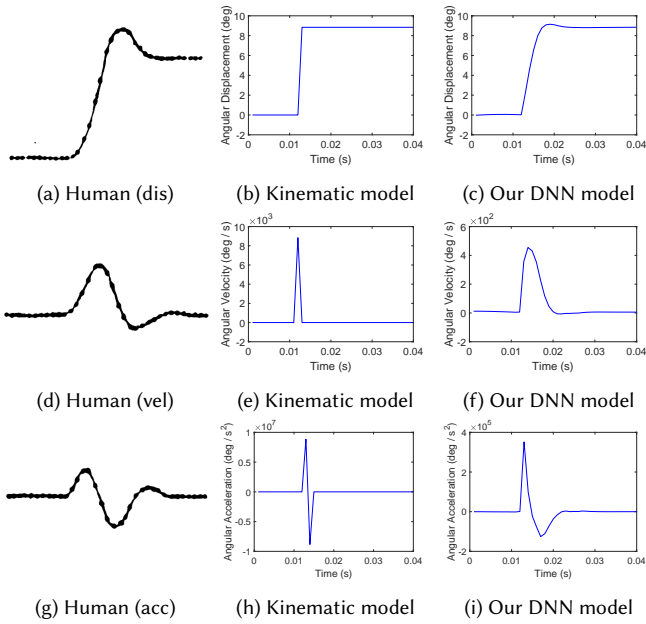 Angular Displacement (deg)
10
8
6
4
2
0
-2
0 0.01 0.02 0.03 0.04
Time (s)
Angular Displacement (deg)
10
8
6
4
2
0
-2
0 0.01 0.02 0.03 0.04
Time (s)
(a) Human (dis) (b) Kinematic model (c) Our DNN model
×10³
Angular Velocity (deg / s)
10
8
6
4
2
0
-2
0 0.01 0.02 0.03 0.04
Time (s)
×10²
Angular Velocity (deg / s)
6
4
2
0
-2
0 0.01 0.02 0.03 0.04
Time (s)
(d) Human (vel) (e) Kinematic model (f) Our DNN model
×10⁷
Angular Acceleration (deg / s²)
1
0.5
0
-0.5
-1
0 0.01 0.02 0.03 0.04
Time (s)
×10⁵
Angular Acceleration (deg / s²)
4
2
0
-2
0 0.01 0.02 0.03 0.04
Time (s)
(g) Human (acc) (h) Kinematic model (i) Our DNN model